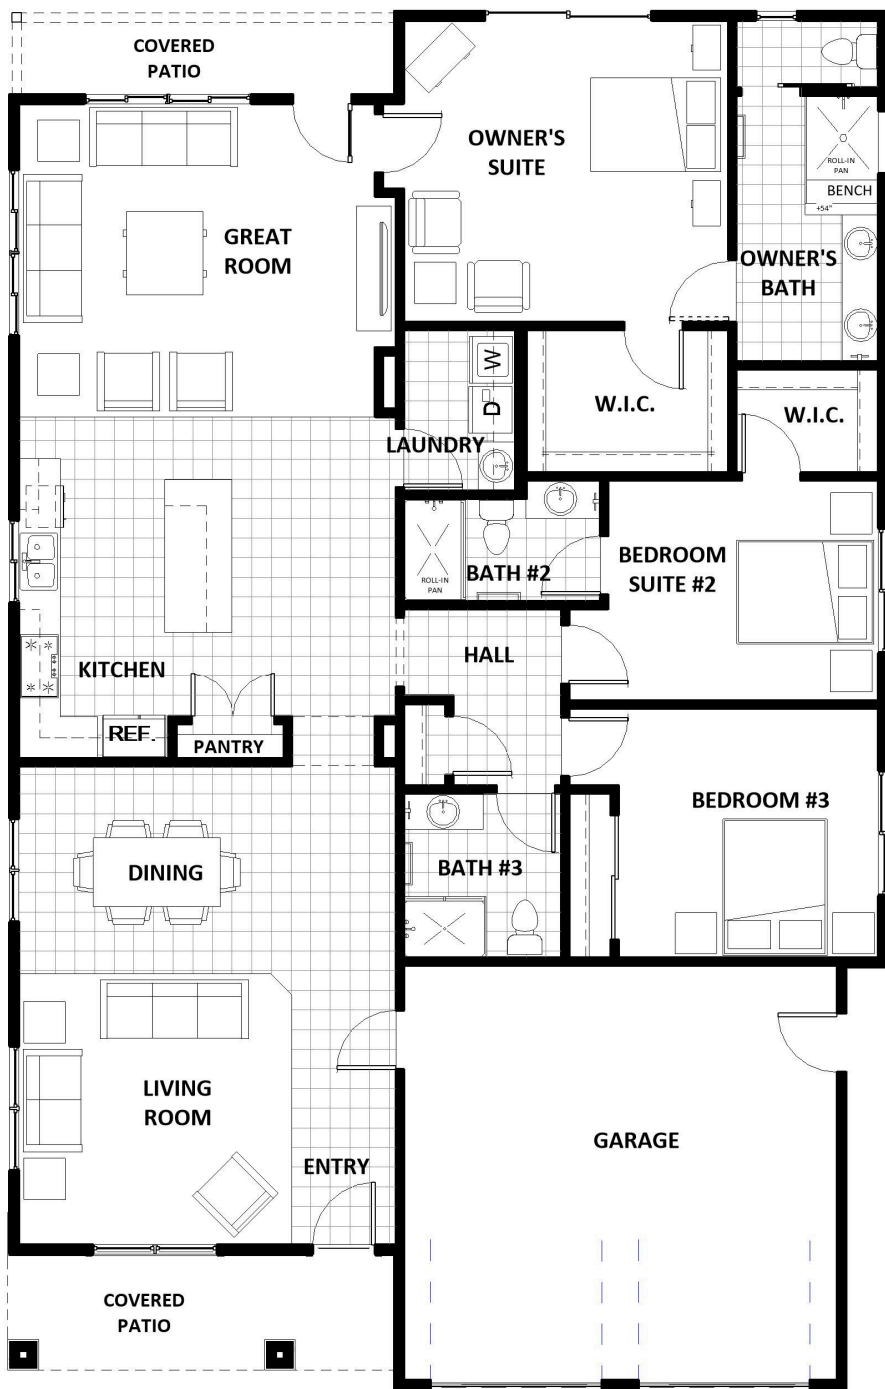 COVERED
PATIO
OWNER'S
SUITE
ROLL-IN
PAN
BENCH
+54"
GREAT
ROOM
OWNER'S
BATH
W
D
LAUNDRY
W.I.C.
W.I.C.
ROLL-IN
PAN
BATH #2
BEDROOM
SUITE #2
HALL
KITCHEN
REF.
PANTRY
BEDROOM #3
DINING
BATH #3
LIVING
ROOM
ENTRY
GARAGE
COVERED
PATIO